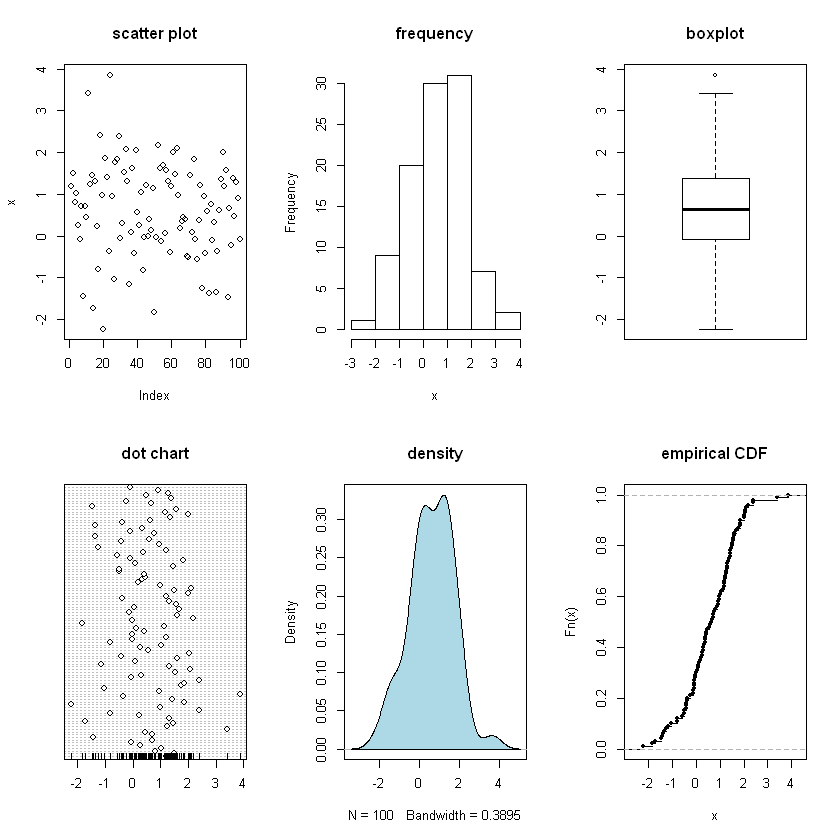 scatter plot
x
4
3
2
1
0
-1
-2
0 20 40 60 80 100
Index
frequency
Frequency
30
25
20
15
10
5
0
-3 -2 -1 0 1 2 3 4
x
boxplot
4
3
2
1
0
-1
-2
dot chart
-2 -1 0 1 2 3 4
density
Density
0.30
0.25
0.20
0.15
0.10
0.05
0.00
-2 0 2 4
N = 100 Bandwidth = 0.3895
empirical CDF
Fn(x)
1.0
0.8
0.6
0.4
0.2
0.0
-2 -1 0 1 2 3 4
x